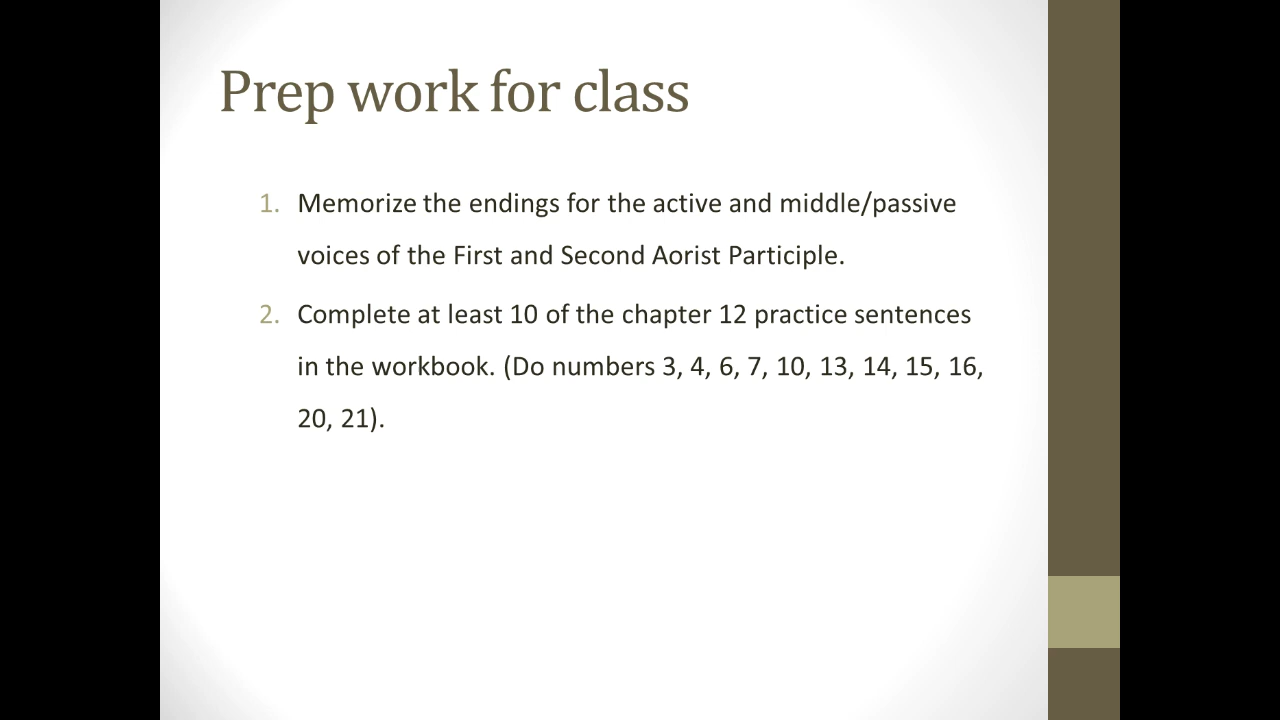 Prep work for class
1. Memorize the endings for the active and middle/passive
voices of the First and Second Aorist Participle.
2. Complete at least 10 of the chapter 12 practice sentences
in the workbook. (Do numbers 3, 4, 6, 7, 10, 13, 14, 15, 16,
20, 21).